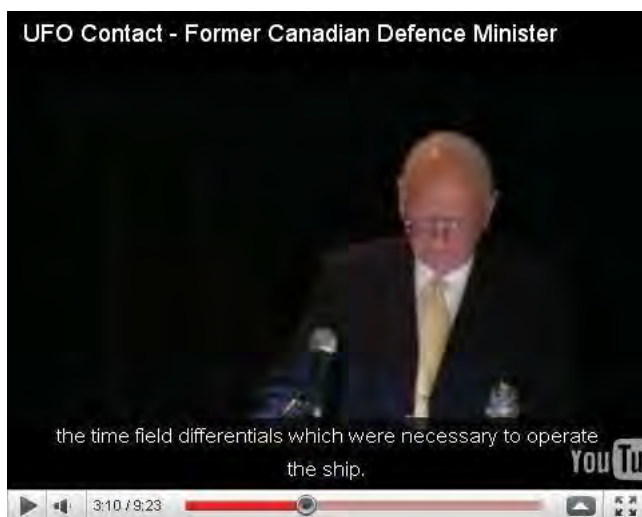 UFO Contact - Former Canadian Defence Minister
the time field differentials which were necessary to operate
the ship.
YouTu
3:10 / 9:23